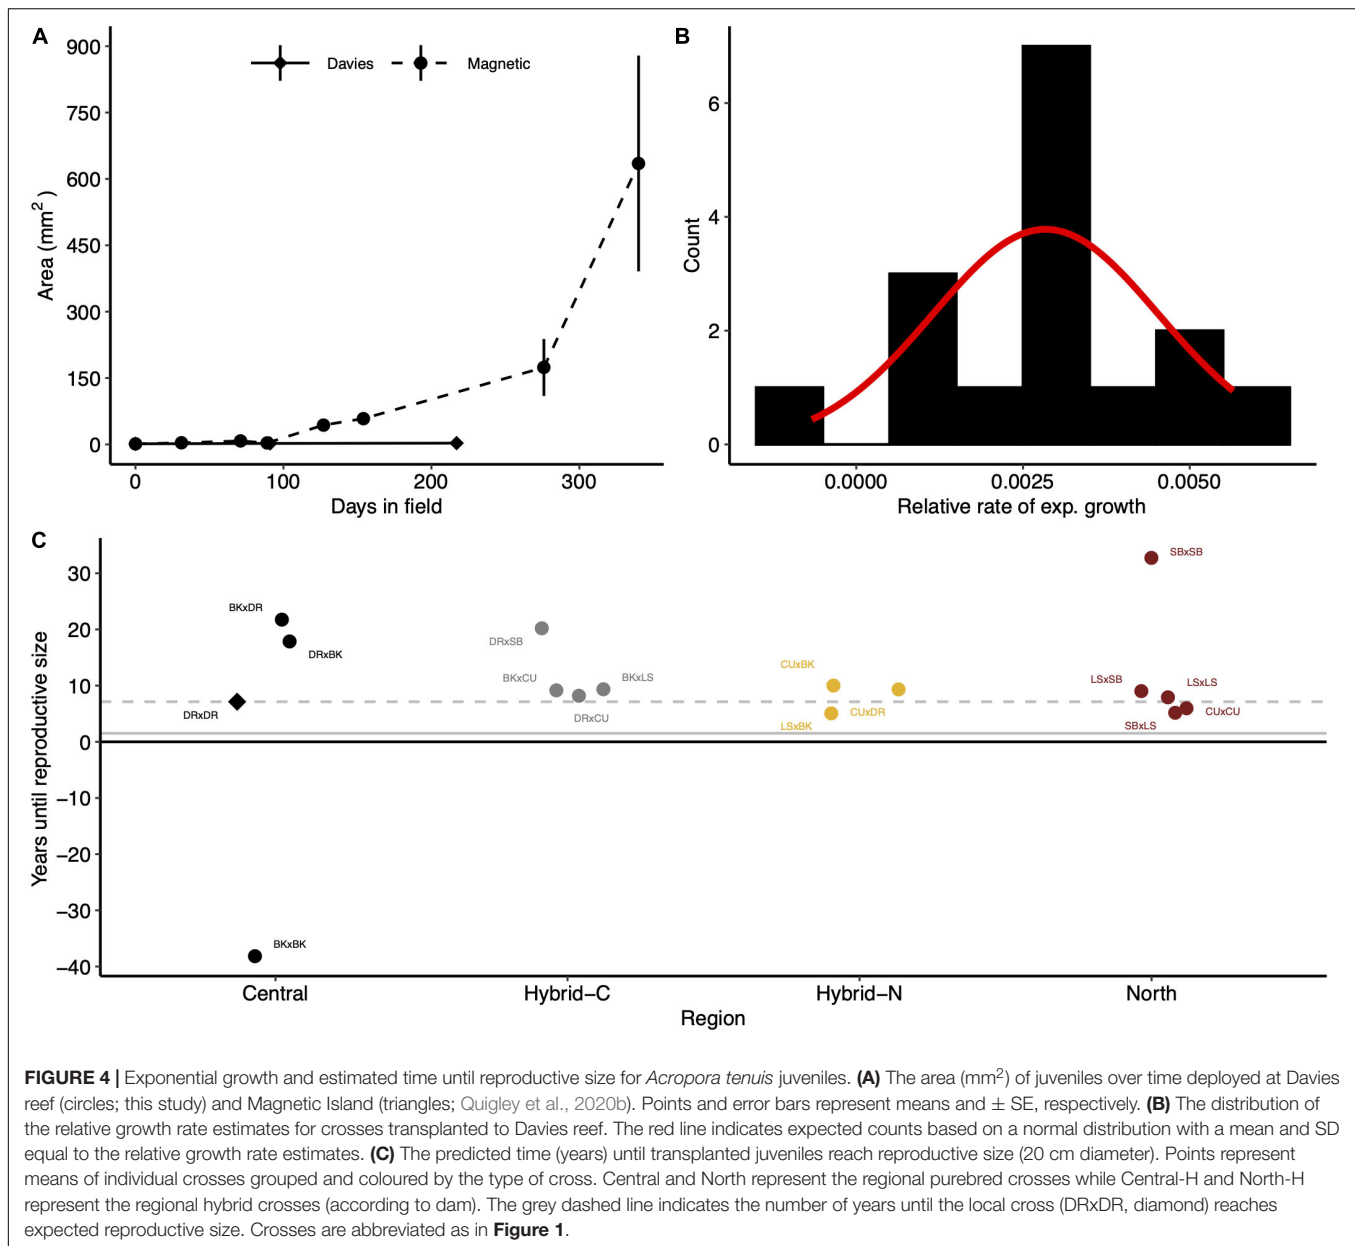 A
Davies
Magnetic
900
750
600
450
300
150
0
Area (mm²)
0
100
200
300
Days in field
B
6
4
2
0
Count
0.0000
0.0025
0.0050
Relative rate of exp. growth
C
30
20
10
0
−10
−20
−30
−40
Years until reproductive size
BKxDR
DRxBK
DRxDR
BKxBK
DRxSB
BKxCU
BKxLS
DRxCU
CUxBK
CUxDR
LSxBK
SBxSB
LSxSB
LSxLS
CUxCU
SBxLS
Central
Hybrid−C
Hybrid−N
North
Region
FIGURE 4 | Exponential growth and estimated time until reproductive size for Acropora tenuis juveniles. (A) The area (mm²) of juveniles over time deployed at Davies
reef (circles; this study) and Magnetic Island (triangles; Quigley et al., 2020b). Points and error bars represent means and ± SE, respectively. (B) The distribution of
the relative growth rate estimates for crosses transplanted to Davies reef. The red line indicates expected counts based on a normal distribution with a mean and SD
equal to the relative growth rate estimates. (C) The predicted time (years) until transplanted juveniles reach reproductive size (20 cm diameter). Points represent
means of individual crosses grouped and coloured by the type of cross. Central and North represent the regional purebred crosses while Central-H and North-H
represent the regional hybrid crosses (according to dam). The grey dashed line indicates the number of years until the local cross (DRxDR, diamond) reaches
expected reproductive size. Crosses are abbreviated as in Figure 1.